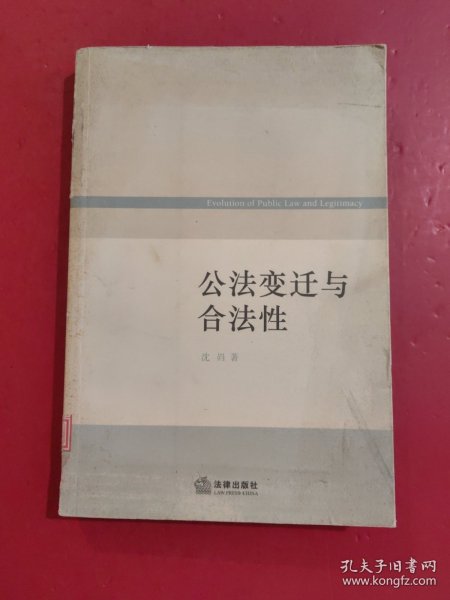 Evolution of Public Law and Legitimacy
公法变迁与
合法性
沈岿 著
法律出版社
LAW PRESS·CHINA
孔夫子旧书网
www.kongfz.com